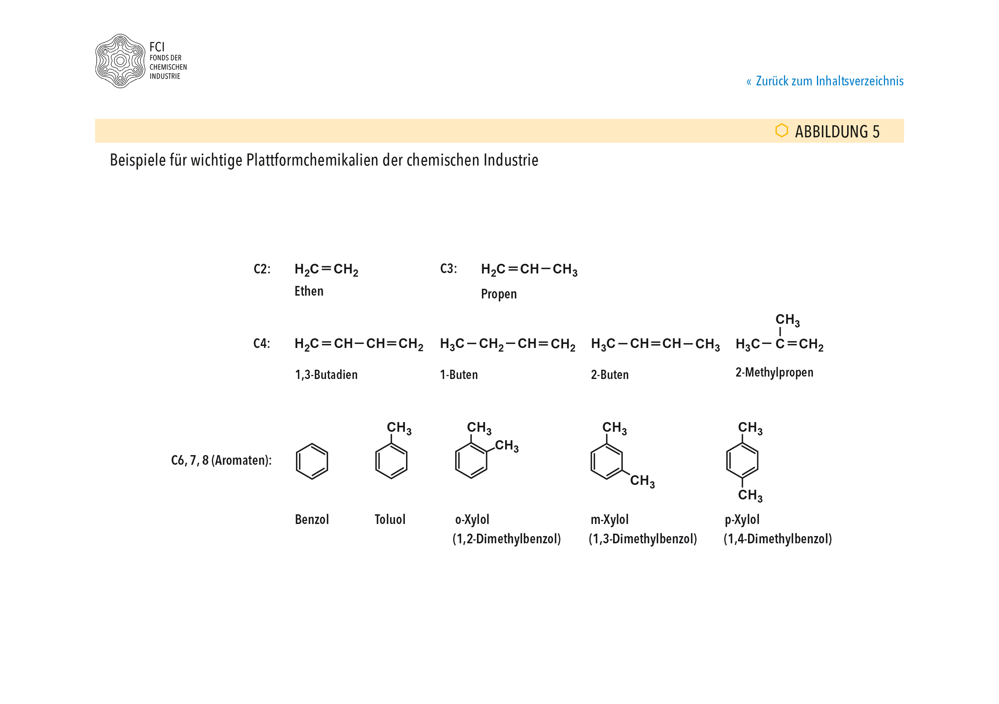 FCI
FONDS DER
CHEMISCHEN
INDUSTRIE
« Zurück zum Inhaltsverzeichnis
ABBILDUNG 5
Beispiele für wichtige Plattformchemikalien der chemischen Industrie
C2: H₂C=CH₂ C3: H₂C=CH–CH₃
Ethen Propen
CH₃
C4: H₂C=CH–CH=CH₂ H₃C–CH₂–CH=CH₂ H₃C–CH=CH–CH₃ H₃C–C=CH₂
1,3-Butadien 1-Buten 2-Buten 2-Methylpropen
CH₃ CH₃ CH₃ CH₃
CH₃
C6, 7, 8 (Aromaten):
CH₃
CH₃
Benzol Toluol o-Xylol m-Xylol p-Xylol
(1,2-Dimethylbenzol) (1,3-Dimethylbenzol) (1,4-Dimethylbenzol)